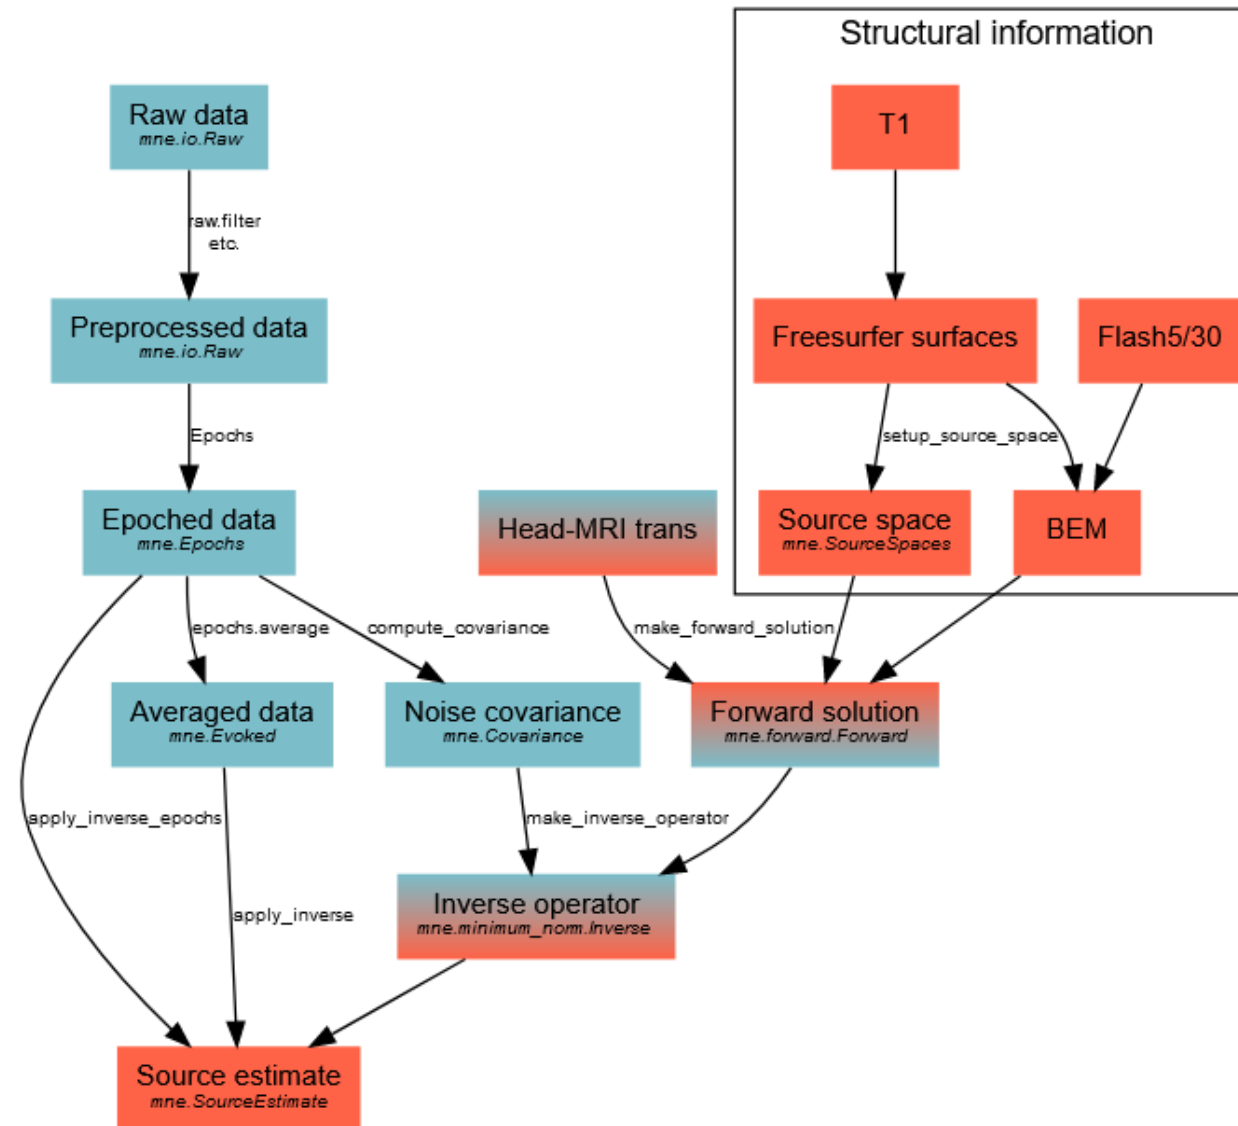 Structural information
Raw data
mne.io.Raw
T1
raw.filter
etc.
Preprocessed data
mne.io.Raw
Freesurfer surfaces
Flash5/30
Epochs
setup_source_space
Epoched data
mne.Epochs
Head-MRI trans
Source space
mne.SourceSpaces
BEM
epochs.average
compute_covariance
make_forward_solution
Averaged data
mne.Evoked
Noise covariance
mne.Covariance
Forward solution
mne.forward.Forward
apply_inverse_epochs
make_inverse_operator
Inverse operator
mne.minimum_norm.Inverse
apply_inverse
Source estimate
mne.SourceEstimate